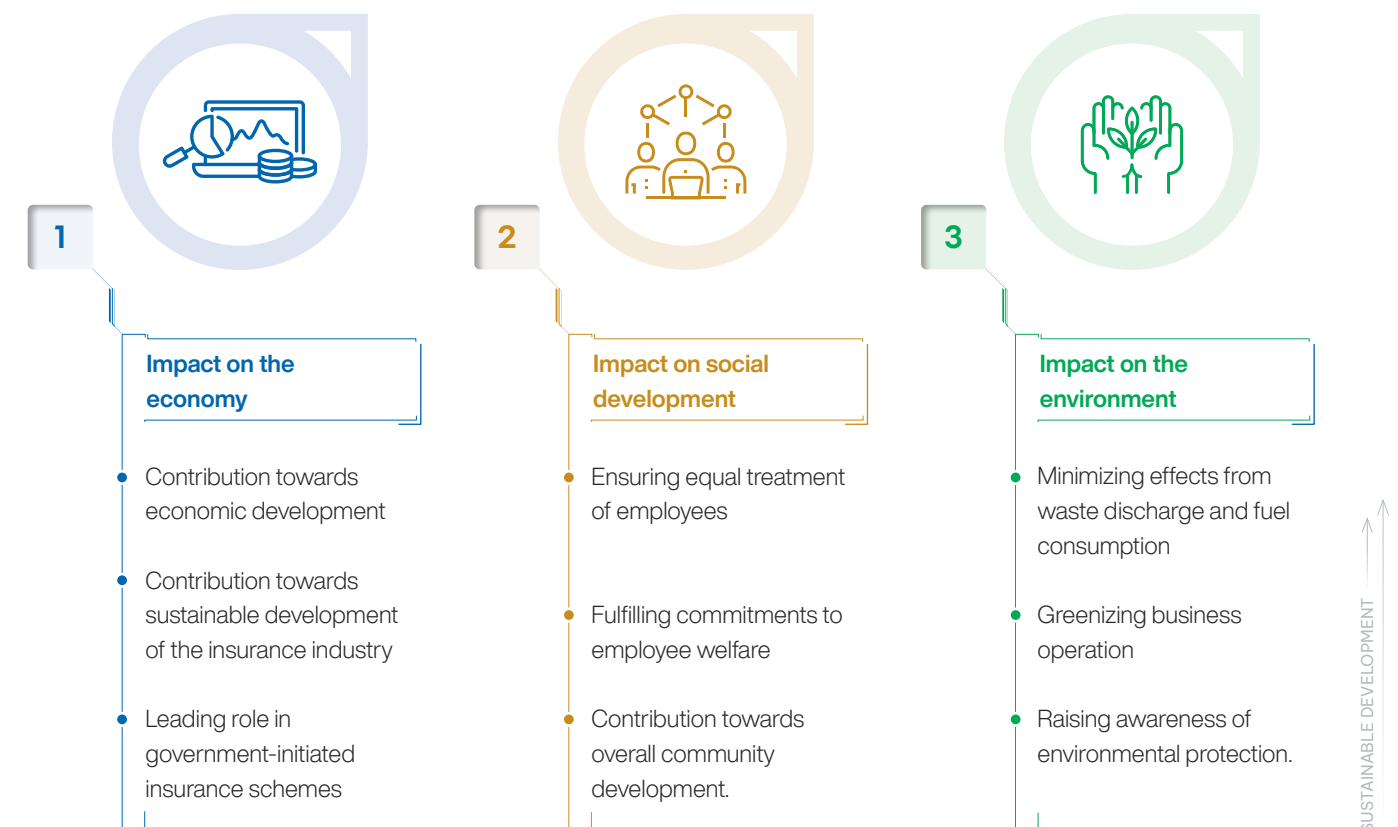 1
Impact on the
economy
Contribution towards
economic development
Contribution towards
sustainable development
of the insurance industry
Leading role in
government-initiated
insurance schemes
2
Impact on social
development
Ensuring equal treatment
of employees
Fulfilling commitments to
employee welfare
Contribution towards
overall community
development.
3
Impact on the
environment
Minimizing effects from
waste discharge and fuel
consumption
Greenizing business
operation
Raising awareness of
environmental protection.
SUSTAINABLE DEVELOPMENT